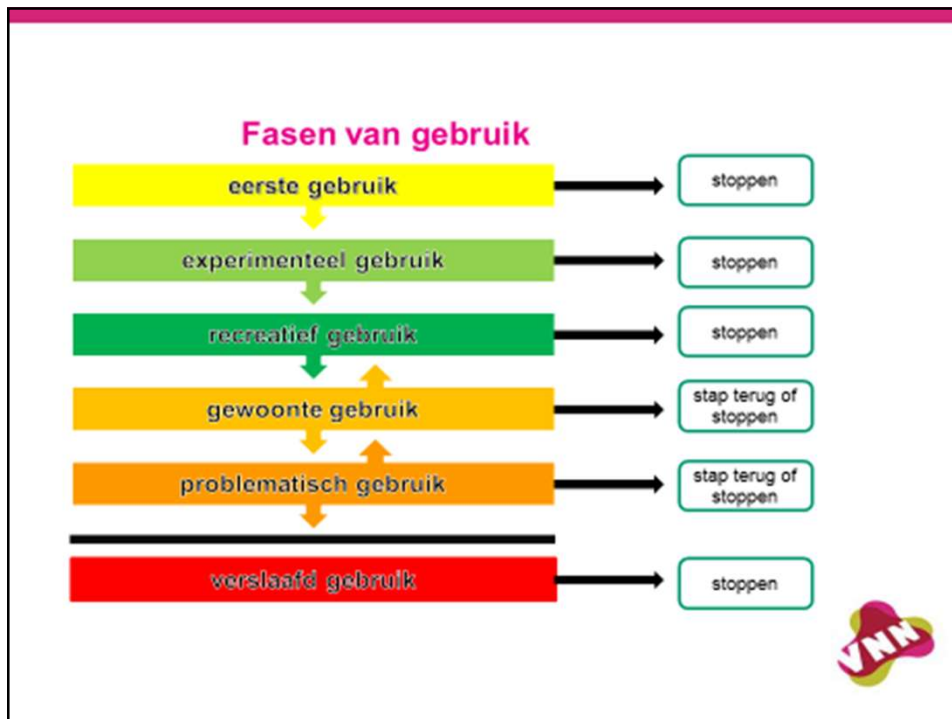 Fasen van gebruik
eerste gebruik
stoppen
experimenteel gebruik
stoppen
recreatief gebruik
stoppen
gewoonte gebruik
stap terug of
stoppen
problematisch gebruik
stap terug of
stoppen
verslaafd gebruik
stoppen
VNN